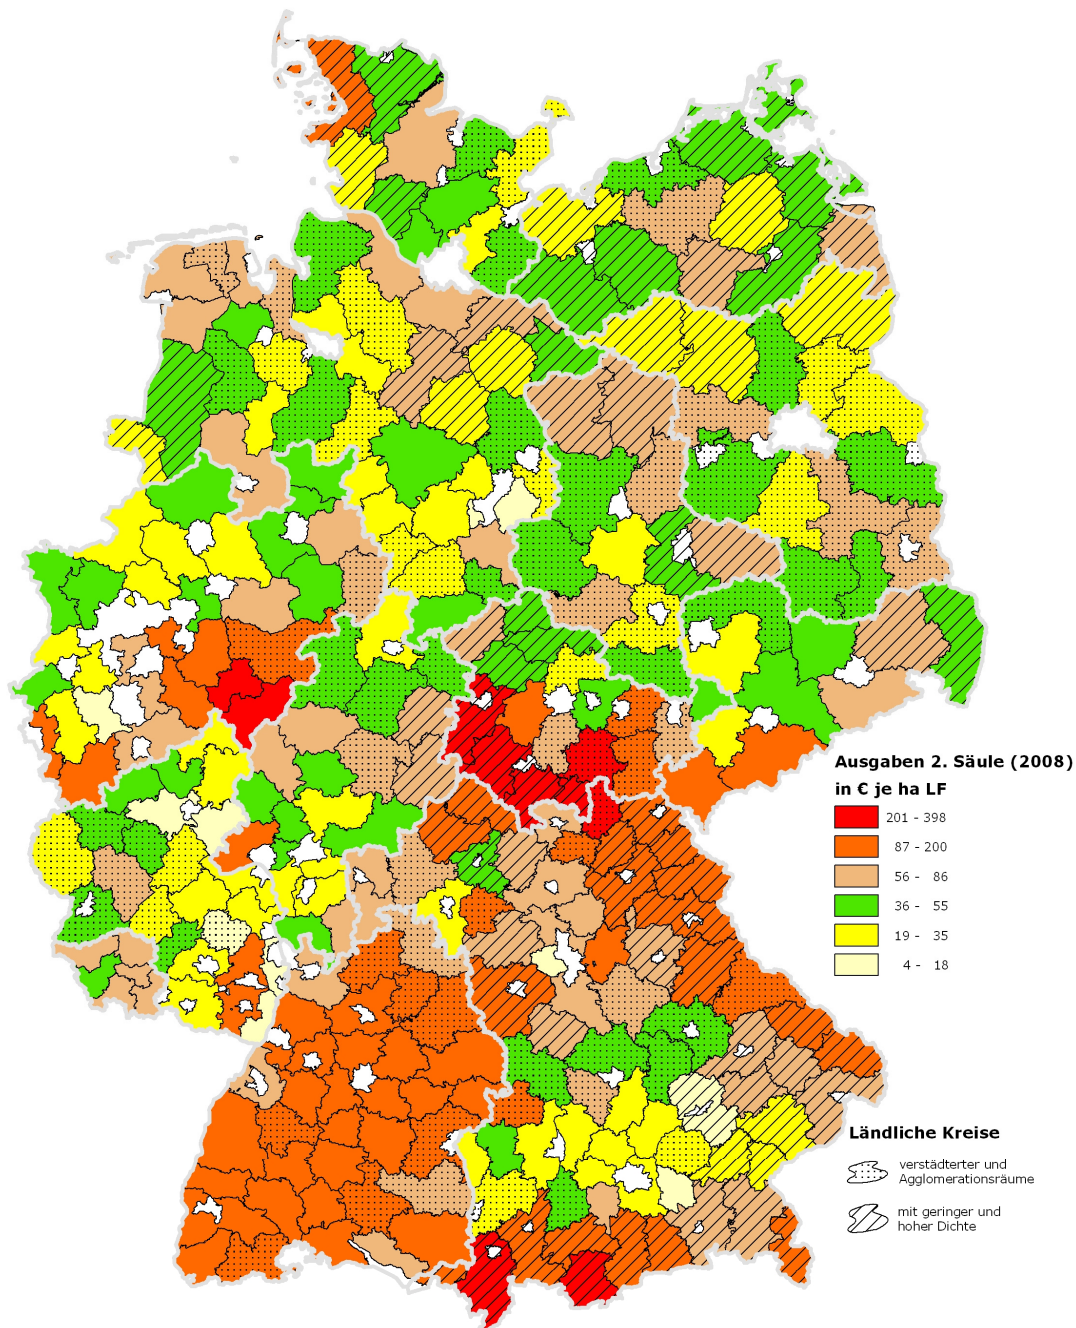 Ausgaben 2. Säule (2008)
in € je ha LF
201 - 398
87 - 200
56 - 86
36 - 55
19 - 35
4 - 18
Ländliche Kreise
verstädterter und
Agglomerationsräume
mit geringer und
hoher Dichte